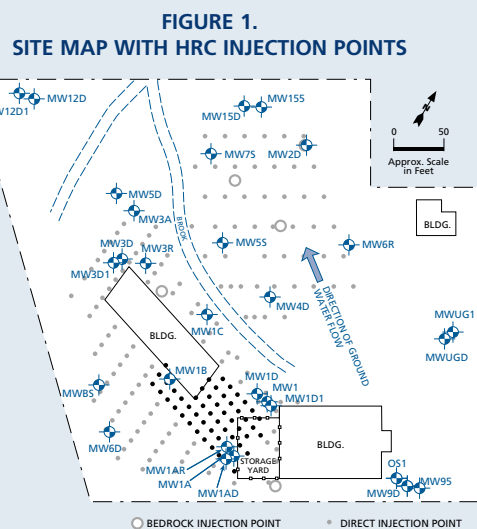 FIGURE 1.
SITE MAP WITH HRC INJECTION POINTS
MW12D
W12D1
MW15S
MW15D
MW7S
MW2D
0 50
Approx. Scale
in Feet
MW5D
MW3A
BROOK
BLDG.
MW3D
MW3R
MW5S
MW6R
MW3D1
MW4D
DIRECTION OF GROUND
WATER FLOW
MW1C
BLDG.
MWUG1
MWUGD
MW1B
MWBS
MW1D
MW1
MW1D1
MW6D
BLDG.
MW1AR
STORAGE
YARD
MW1A
MW1AD
OS1
MW9D
MW9S
BEDROCK INJECTION POINT
DIRECT INJECTION POINT